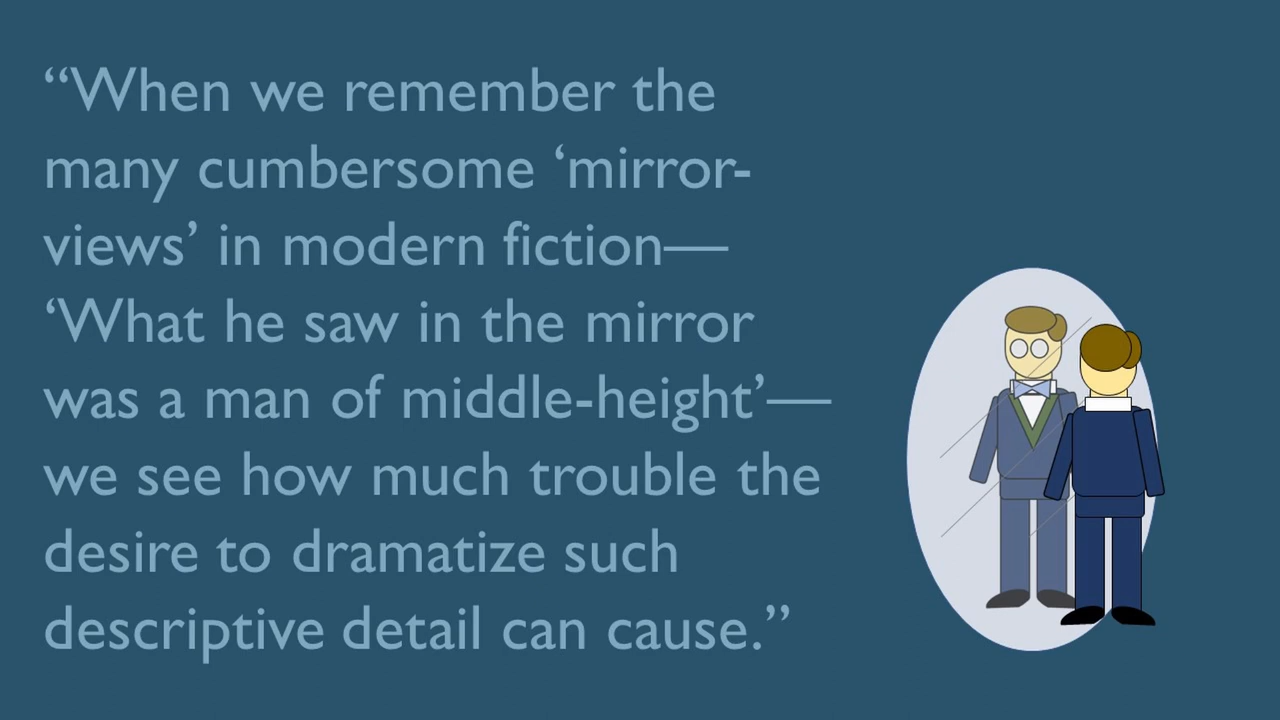 “When we remember the
many cumbersome ‘mirror-
views’ in modern fiction—
‘What he saw in the mirror
was a man of middle-height’—
we see how much trouble the
desire to dramatize such
descriptive detail can cause.”